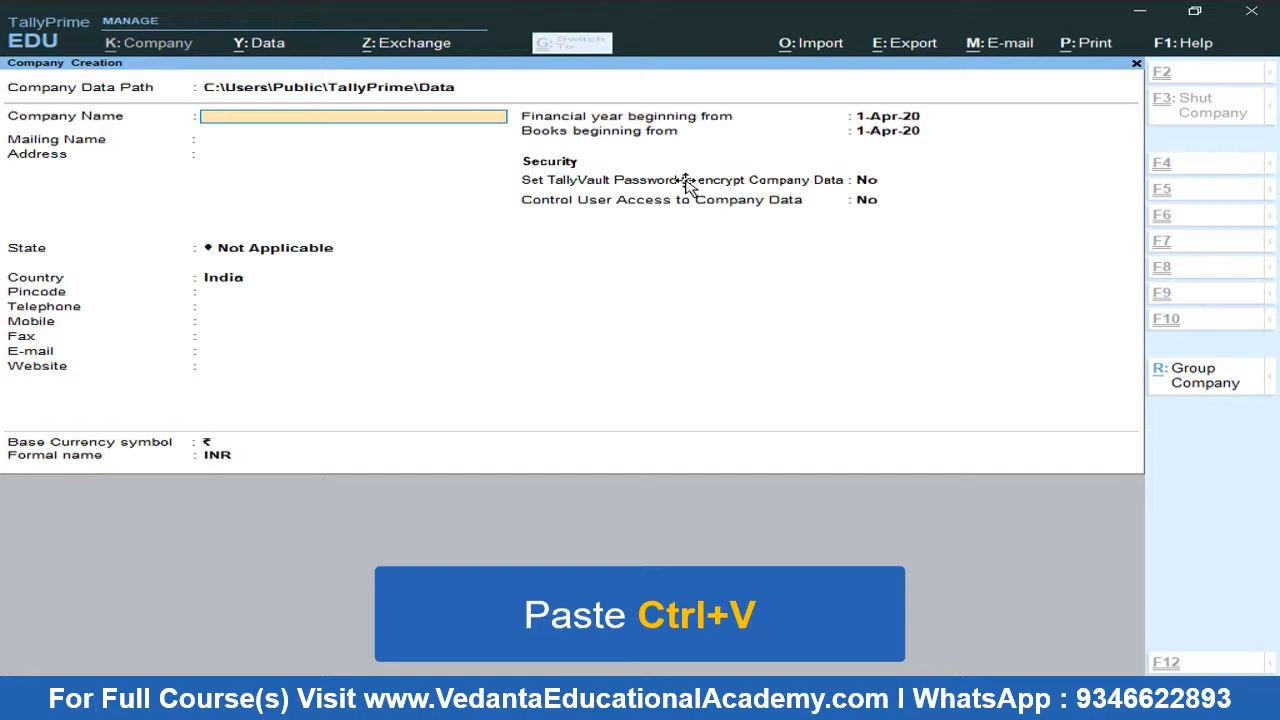 TallyPrime MANAGE
EDU K: Company Y: Data Z: Exchange G: Switch To O: Import E: Export M: E-mail P: Print F1: Help
Company Creation
Company Data Path : C:\Users\Public\TallyPrime\Data
Company Name :
Mailing Name :
Address :
State : ♦ Not Applicable
Country : India
Pincode :
Telephone :
Mobile :
Fax :
E-mail :
Website :
Financial year beginning from : 1-Apr-20
Books beginning from : 1-Apr-20
Security
Set TallyVault Password encrypt Company Data : No
Control User Access to Company Data : No
Base Currency symbol : ₹
Formal name : INR
F2
F3: Shut
Company
F4
F5
F6
F7
F8
F9
F10
R: Group
Company
F12
Paste Ctrl+V
For Full Course(s) Visit www.VedantaEducationalAcademy.com I WhatsApp : 9346622893